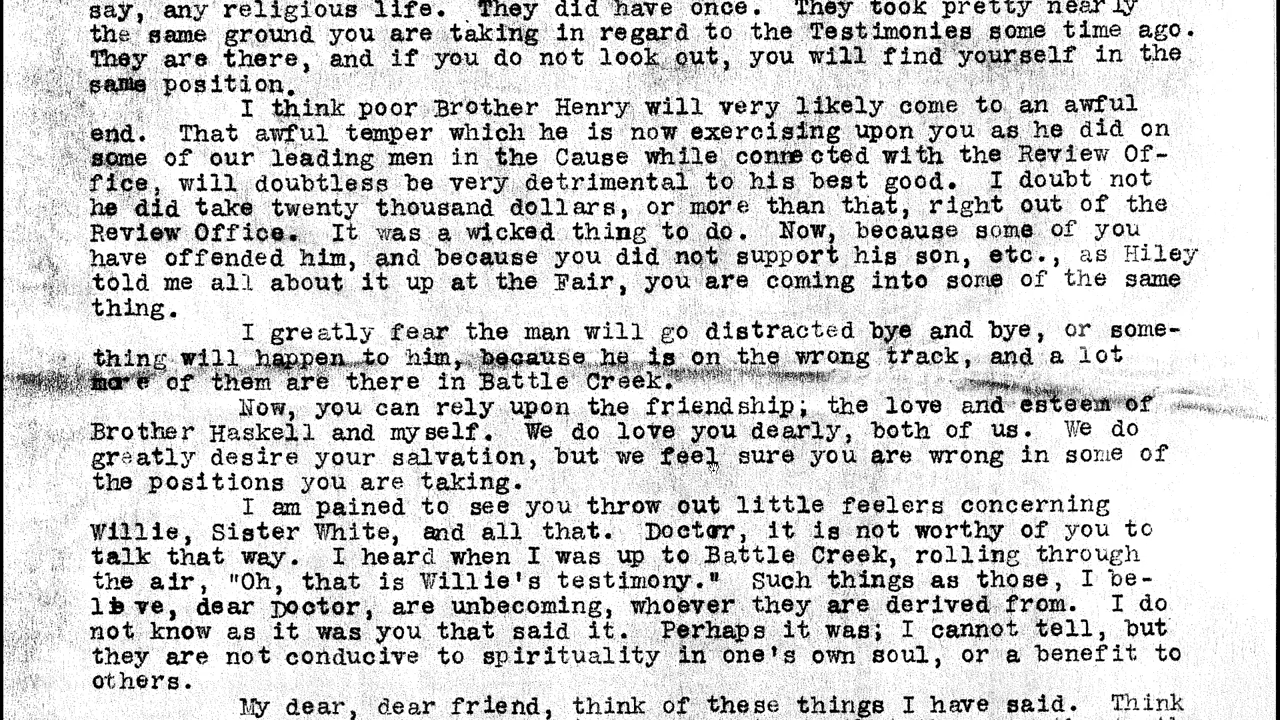 say, any religious life. They did have once. They took pretty nearly
the same ground you are taking in regard to the Testimonies some time ago.
They are there, and if you do not look out, you will find yourself in the
same position.
I think poor Brother Henry will very likely come to an awful
end. That awful temper which he is now exercising upon you as he did on
some of our leading men in the Cause while connected with the Review Of-
fice, will doubtless be very detrimental to his best good. I doubt not
he did take twenty thousand dollars, or more than that, right out of the
Review Office. It was a wicked thing to do. Now, because some of you
have offended him, and because you did not support his son, etc., as Hiley
told me all about it up at the Fair, you are coming into some of the same
thing.
I greatly fear the man will go distracted bye and bye, or some-
thing will happen to him, because he is on the wrong track, and a lot
more of them are there in Battle Creek.
Now, you can rely upon the friendship; the love and esteem of
Brother Haskell and myself. We do love you dearly, both of us. We do
greatly desire your salvation, but we feel sure you are wrong in some of
the positions you are taking.
I am pained to see you throw out little feelers concerning
Willie, Sister White, and all that. Doctor, it is not worthy of you to
talk that way. I heard when I was up to Battle Creek, rolling through
the air, "Oh, that is Willie's testimony." Such things as those, I be-
lieve, dear Doctor, are unbecoming, whoever they are derived from. I do
not know as it was you that said it. Perhaps it was; I cannot tell, but
they are not conducive to spirituality in one's own soul, or a benefit to
others.
My dear, dear friend, think of these things I have said. Think